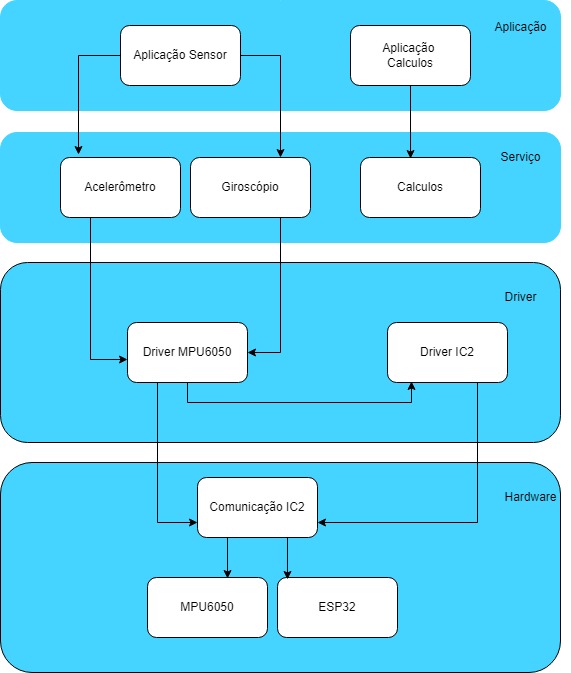 Aplicação
Aplicação Sensor
Aplicação
Calculos
Serviço
Acelerômetro
Giroscópio
Calculos
Driver
Driver MPU6050
Driver IC2
Hardware
Comunicação IC2
MPU6050
ESP32